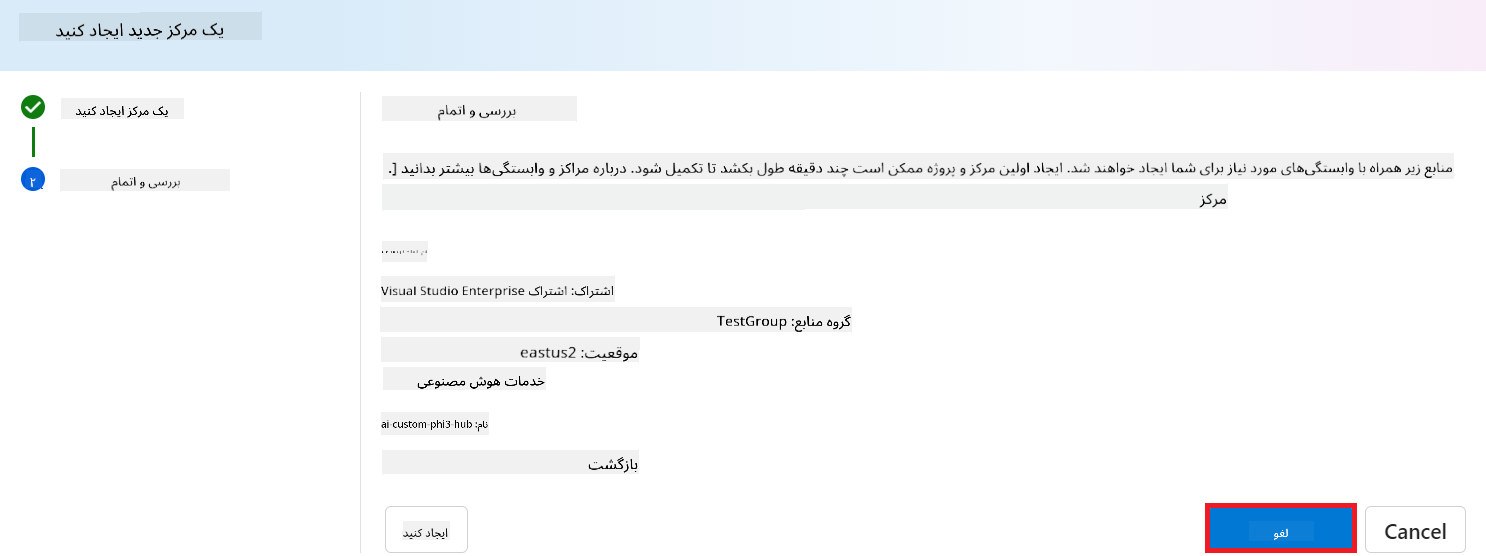 یک مرکز جدید ایجاد کنید
یک مرکز ایجاد کنید
۲
بررسی و اتمام
بررسی و اتمام
منابع زیر همراه با وابستگی‌های مورد نیاز برای شما ایجاد خواهند شد. ایجاد اولین مرکز و پروژه ممکن است چند دقیقه طول بکشد تا تکمیل شود. درباره مراکز و وابستگی‌ها بیشتر بدانید [.
مرکز
اشتراک: اشتراک Visual Studio Enterprise
گروه منابع: TestGroup
موقعیت: eastus2
خدمات هوش مصنوعی
نام: ai-custom-phi3-hub
بازگشت
ایجاد کنید
لغو
Cancel